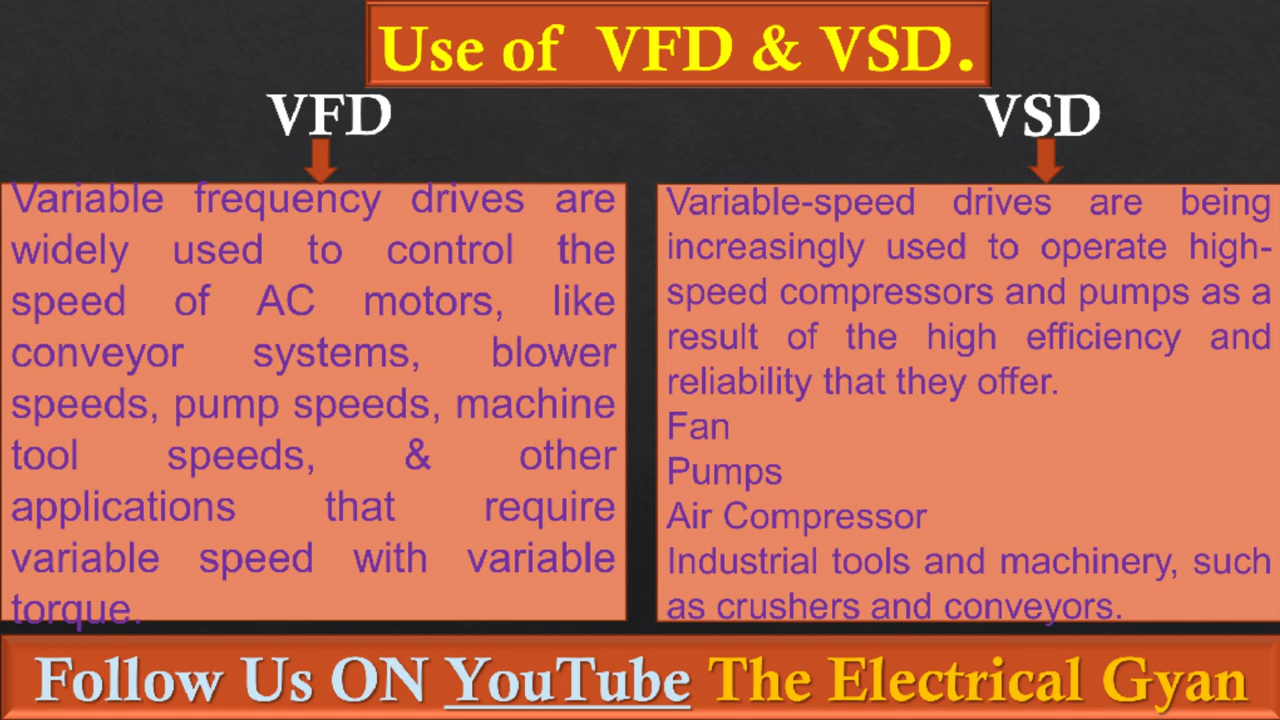 Use of VFD & VSD.
VFD
Variable frequency drives are
widely used to control the
speed of AC motors, like
conveyor systems, blower
speeds, pump speeds, machine
tool speeds, & other
applications that require
variable speed with variable
torque.
VSD
Variable-speed drives are being
increasingly used to operate high-
speed compressors and pumps as a
result of the high efficiency and
reliability that they offer.
Fan
Pumps
Air Compressor
Industrial tools and machinery, such
as crushers and conveyors.
Follow Us ON YouTube The Electrical Gyan